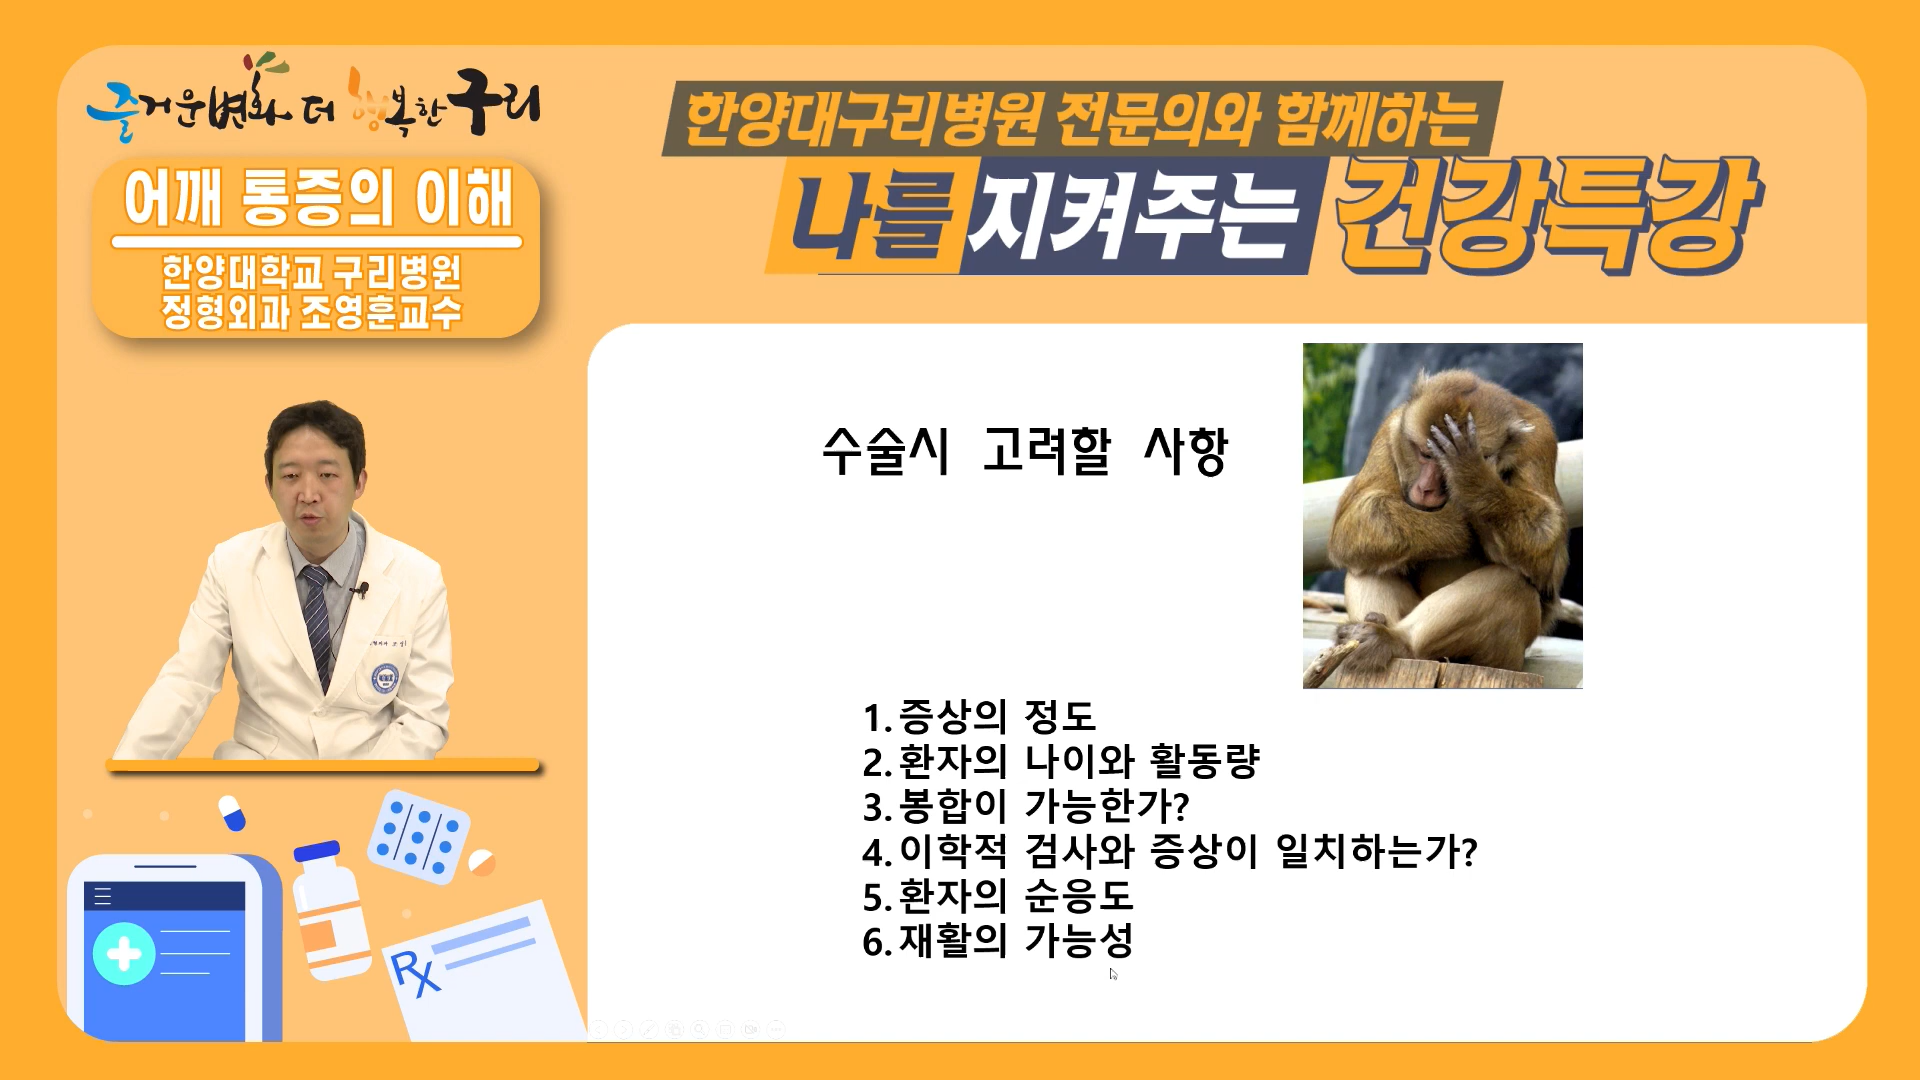 즐거운변화 더 행복한구리
어깨 통증의 이해
한양대학교 구리병원
정형외과 조영훈교수
한양대구리병원 전문의와 함께하는
나를 지켜주는 건강특강
수술시 고려할 사항
1. 증상의 정도
2. 환자의 나이와 활동량
3. 봉합이 가능한가?
4. 이학적 검사와 증상이 일치하는가?
5. 환자의 순응도
6. 재활의 가능성
Rx